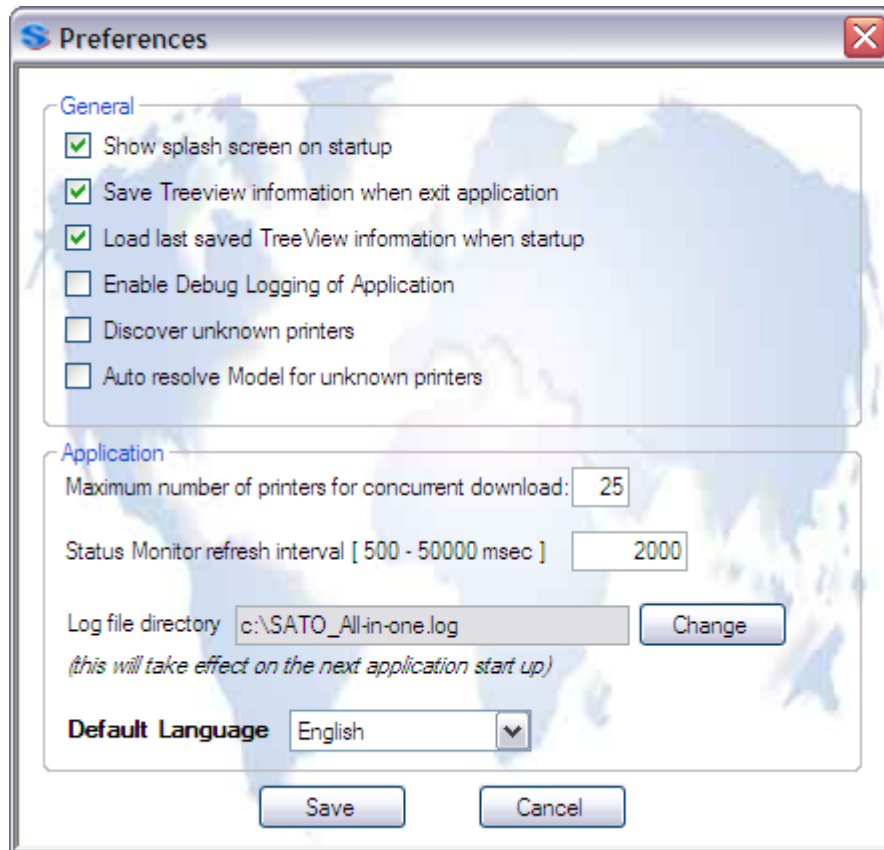 Preferences
General
Show splash screen on startup
Save Treeview information when exit application
Load last saved TreeView information when startup
Enable Debug Logging of Application
Discover unknown printers
Auto resolve Model for unknown printers
Application
Maximum number of printers for concurrent download: 25
Status Monitor refresh interval [ 500 - 50000 msec ] 2000
Log file directory c:\SATO_All-in-one.log Change
(this will take effect on the next application start up)
Default Language English
Save Cancel